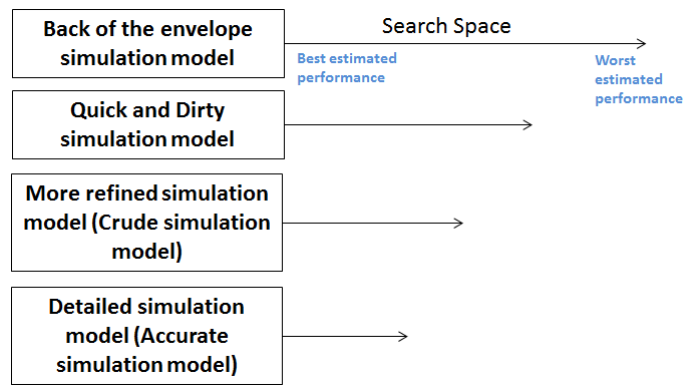 Back of the envelope
simulation model
Search Space
Best estimated
performance
Worst
estimated
performance
Quick and Dirty
simulation model
More refined simulation
model (Crude simulation
model)
Detailed simulation
model (Accurate
simulation model)